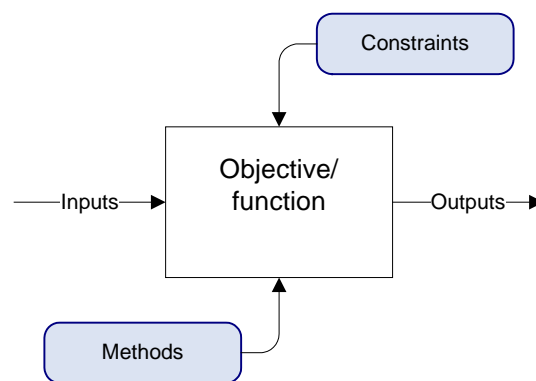 Constraints
Objective/
function
Inputs
Outputs
Methods